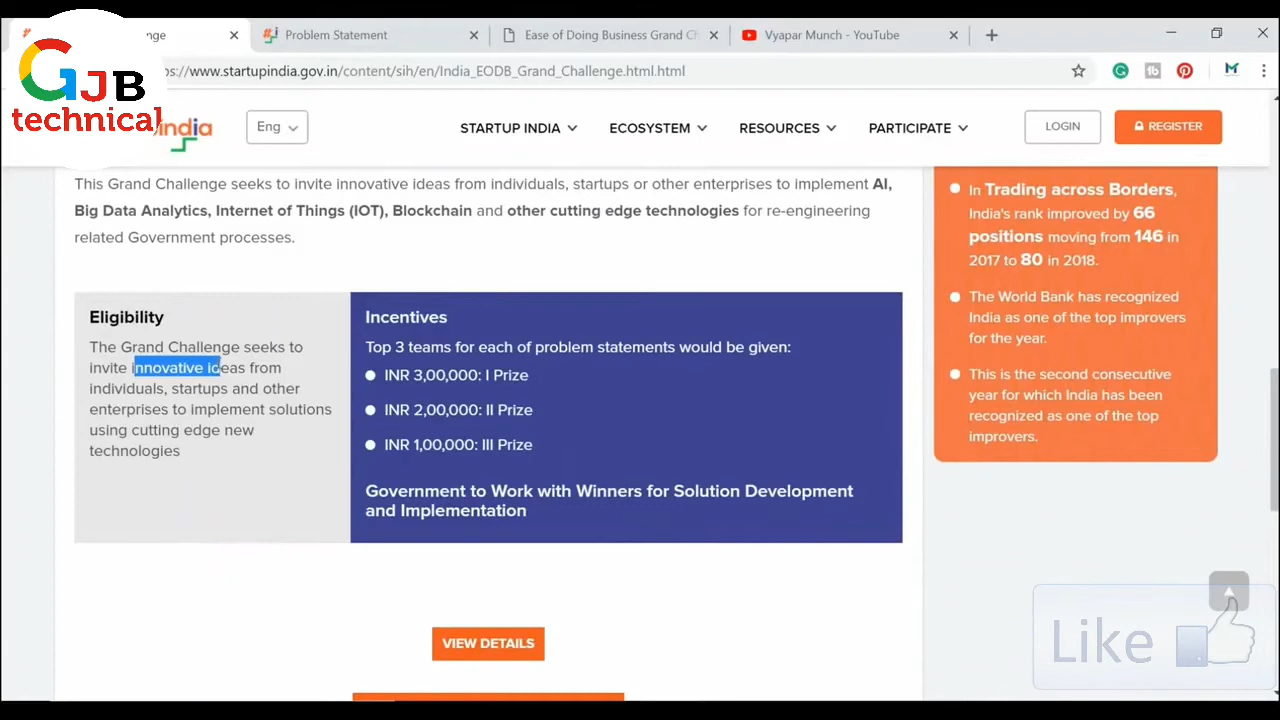 enge
Problem Statement
Ease of Doing Business Grand Ch
Vyapar Munch - YouTube
GJB
technical
ps://www.startupindia.gov.in/content/sih/en/India_EODB_Grand_Challenge.html.html
India
Eng
STARTUP INDIA
ECOSYSTEM
RESOURCES
PARTICIPATE
LOGIN
REGISTER
This Grand Challenge seeks to invite innovative ideas from individuals, startups or other enterprises to implement AI,
Big Data Analytics, Internet of Things (IOT), Blockchain and other cutting edge technologies for re-engineering
related Government processes.
Eligibility
The Grand Challenge seeks to
invite innovative ideas from
individuals, startups and other
enterprises to implement solutions
using cutting edge new
technologies
Incentives
Top 3 teams for each of problem statements would be given:
INR 3,00,000: I Prize
INR 2,00,000: II Prize
INR 1,00,000: III Prize
Government to Work with Winners for Solution Development
and Implementation
In Trading across Borders,
India's rank improved by 66
positions moving from 146 in
2017 to 80 in 2018.
The World Bank has recognized
India as one of the top improvers
for the year.
This is the second consecutive
year for which India has been
recognized as one of the top
improvers.
VIEW DETAILS
Like